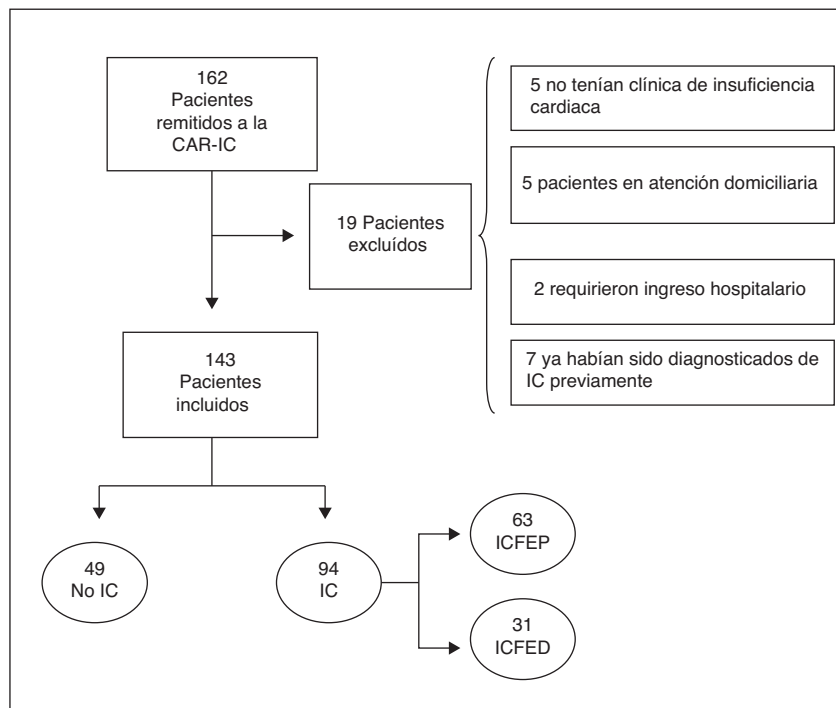 162
Pacientes
remitidos a la
CAR-IC
19 Pacientes
excluídos
5 no tenían clínica de insuficiencia
cardiaca
5 pacientes en atención domiciliaria
2 requirieron ingreso hospitalario
7 ya habían sido diagnosticados de
IC previamente
143
Pacientes
incluidos
49
No IC
94
IC
63
ICFEP
31
ICFED